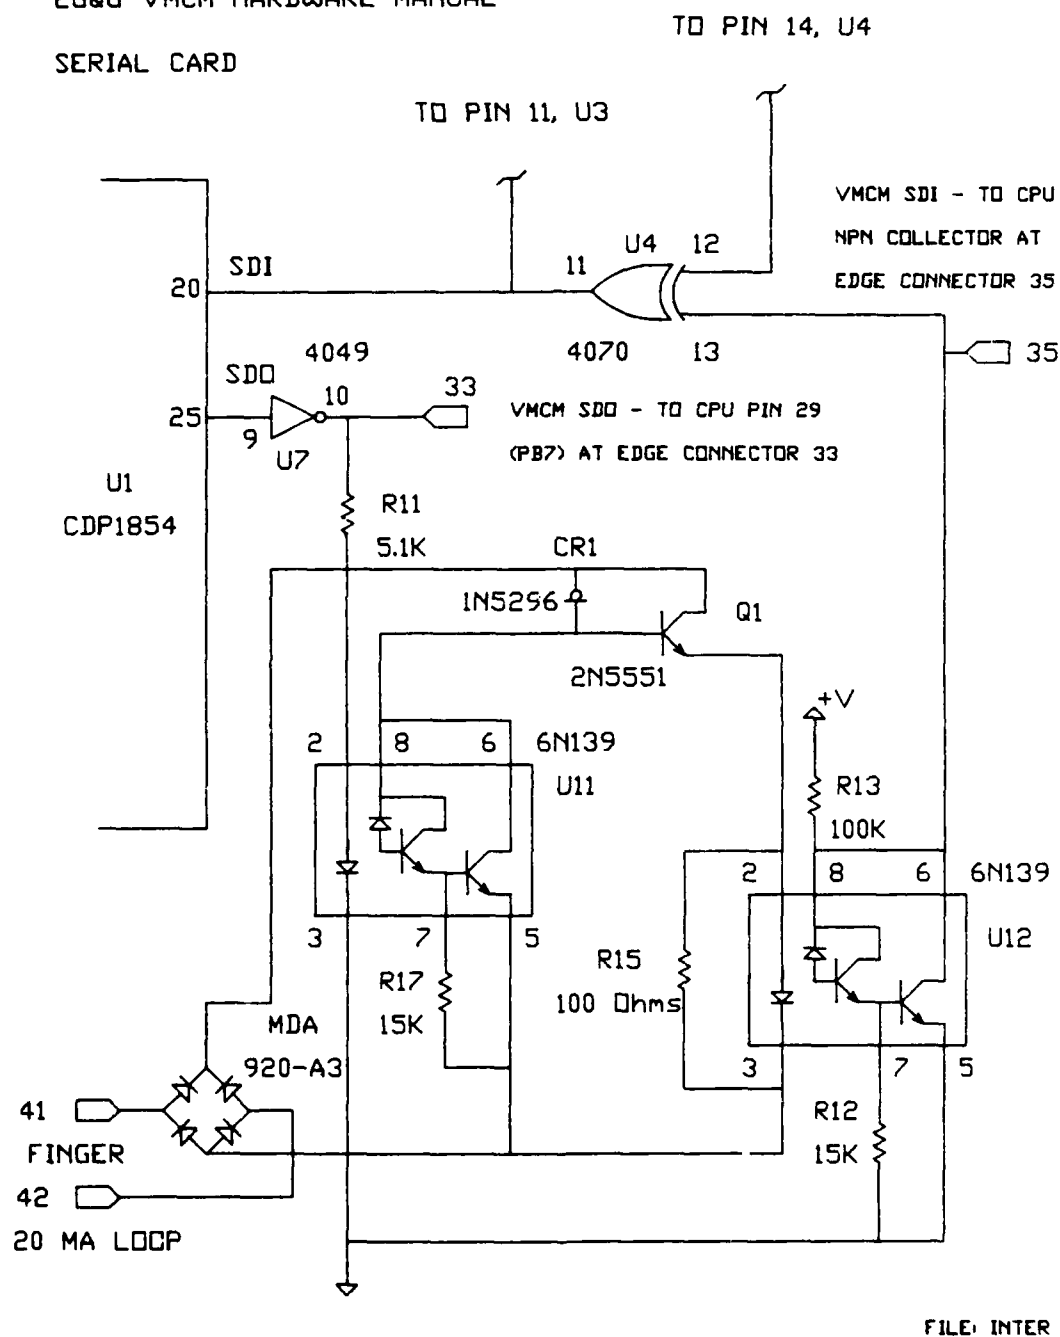 VMCM HARDWARE MANUAL
TO PIN 14, U4
SERIAL CARD
TO PIN 11, U3
VMCM SDI - TO CPU
NPN COLLECTOR AT
EDGE CONNECTOR 35
U4 12
11
SDI
20
4049
4070 13
35
SDO
10
33
25
9
U7
VMCM SDO - TO CPU PIN 29
(PB7) AT EDGE CONNECTOR 33
U1
CDP1854
R11
5.1K
CR1
1N5296
Q1
2N5551
+V
2 8 6 6N139
U11
R13
100K
2 8 6 6N139
U12
3 7 5
R17
15K
R15
100 Ohms
MDA
920-A3
3 7 5
41
FINGER
42
20 MA LOOP
R12
15K
FILE: INTER